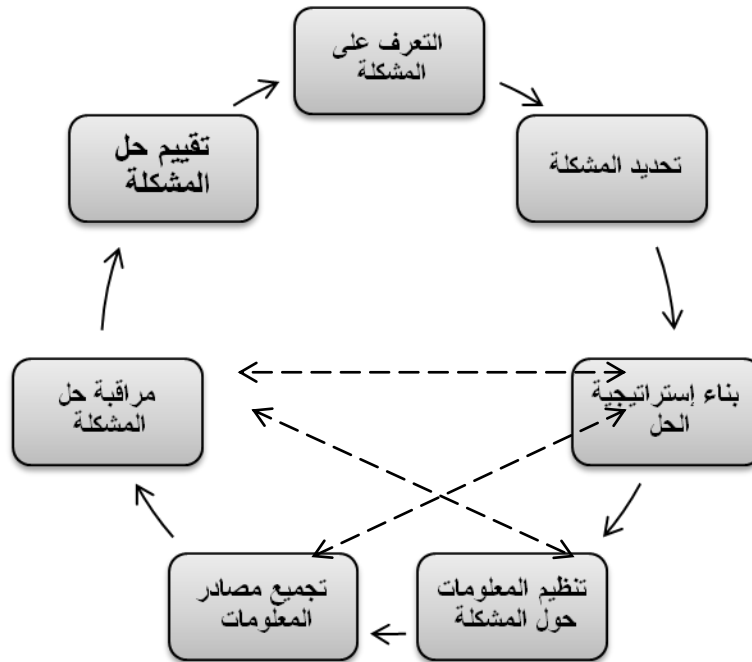 التعرف على
المشكلة
تحديد المشكلة
بناء إستراتيجية
الحل
تنظيم المعلومات
حول المشكلة
تجميع مصادر
المعلومات
مراقبة حل
المشكلة
تقييم حل
المشكلة